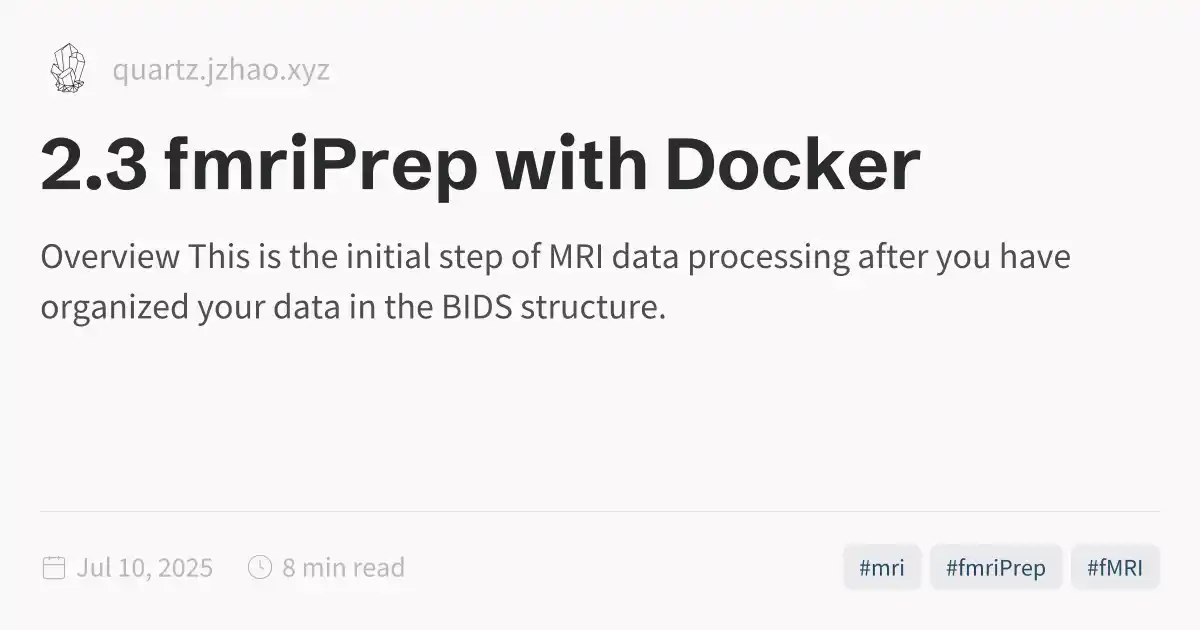 quartz.jzhao.xyz
2.3 fmriPrep with Docker
Overview This is the initial step of MRI data processing after you have
organized your data in the BIDS structure.
Jul 10, 2025 8 min read #mri #fmriPrep #fMRI